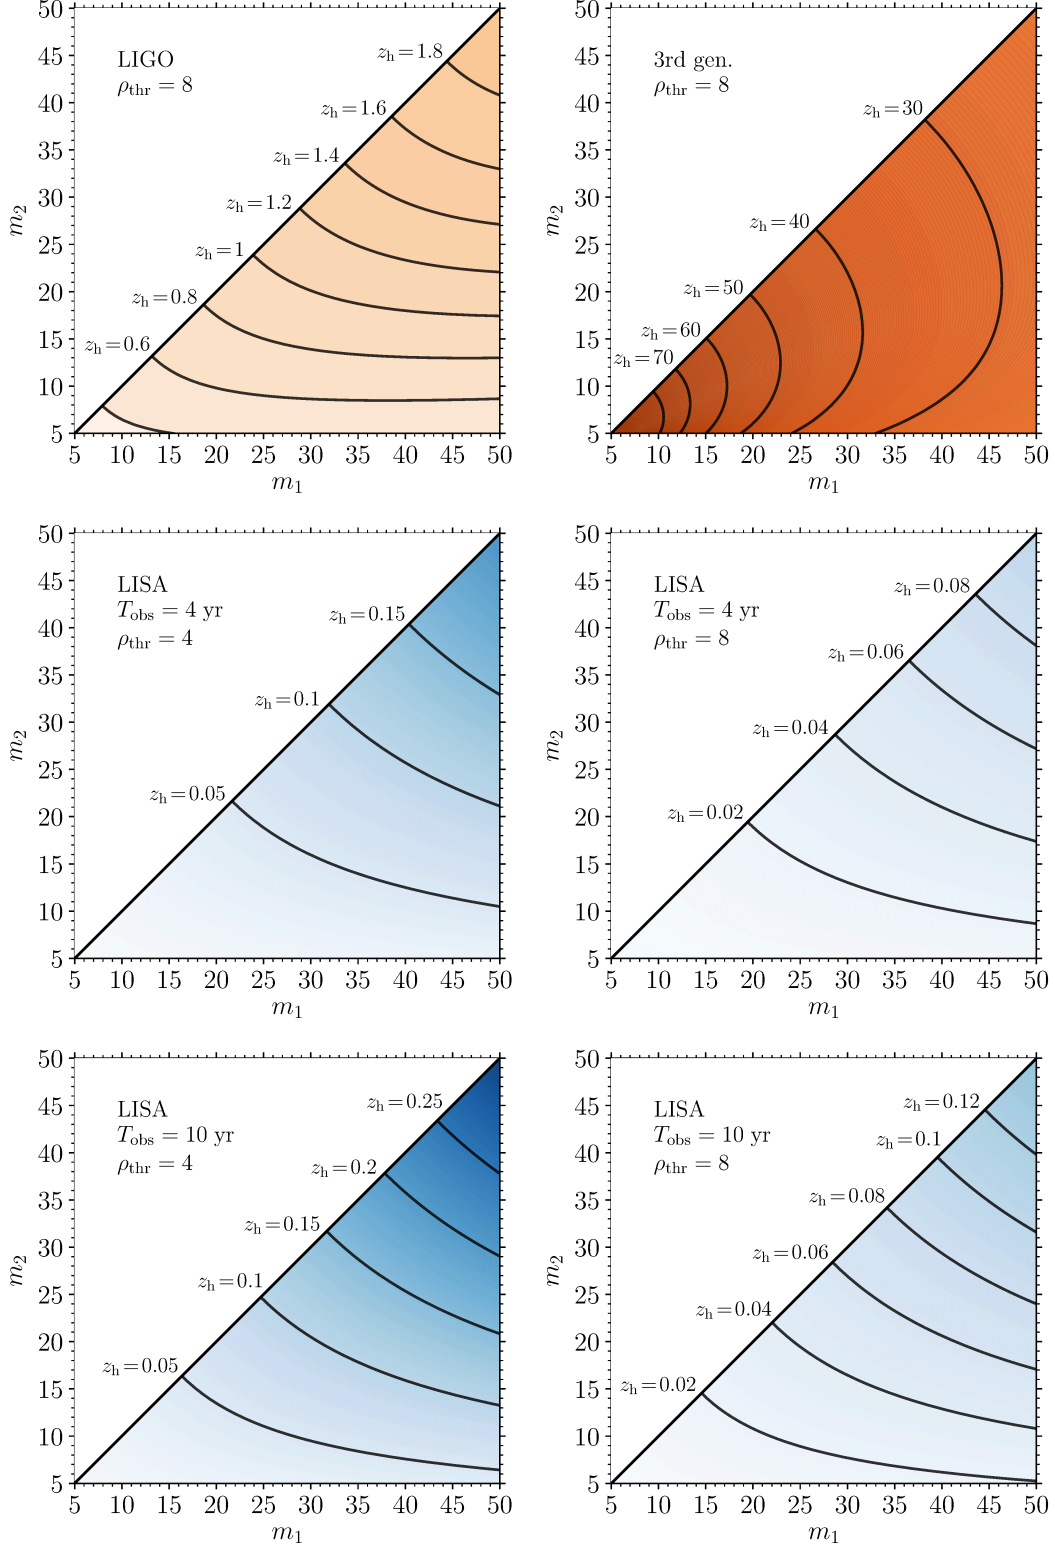 LIGO
ρthr = 8
zh=1.8
zh=1.6
zh=1.4
zh=1.2
zh=1
zh=0.8
zh=0.6
50
45
40
35
30
25
20
15
10
5
m2
5 10 15 20 25 30 35 40 45 50
m1
3rd gen.
ρthr = 8
zh=30
zh=40
zh=50
zh=60
zh=70
50
45
40
35
30
25
20
15
10
5
m2
5 10 15 20 25 30 35 40 45 50
m1
LISA
Tobs = 4 yr
ρthr = 4
zh=0.15
zh=0.1
zh=0.05
50
45
40
35
30
25
20
15
10
5
m2
5 10 15 20 25 30 35 40 45 50
m1
LISA
Tobs = 4 yr
ρthr = 8
zh=0.08
zh=0.06
zh=0.04
zh=0.02
50
45
40
35
30
25
20
15
10
5
m2
5 10 15 20 25 30 35 40 45 50
m1
LISA
Tobs = 10 yr
ρthr = 4
zh=0.25
zh=0.2
zh=0.15
zh=0.1
zh=0.05
50
45
40
35
30
25
20
15
10
5
m2
5 10 15 20 25 30 35 40 45 50
m1
LISA
Tobs = 10 yr
ρthr = 8
zh=0.12
zh=0.1
zh=0.08
zh=0.06
zh=0.04
zh=0.02
50
45
40
35
30
25
20
15
10
5
m2
5 10 15 20 25 30 35 40 45 50
m1